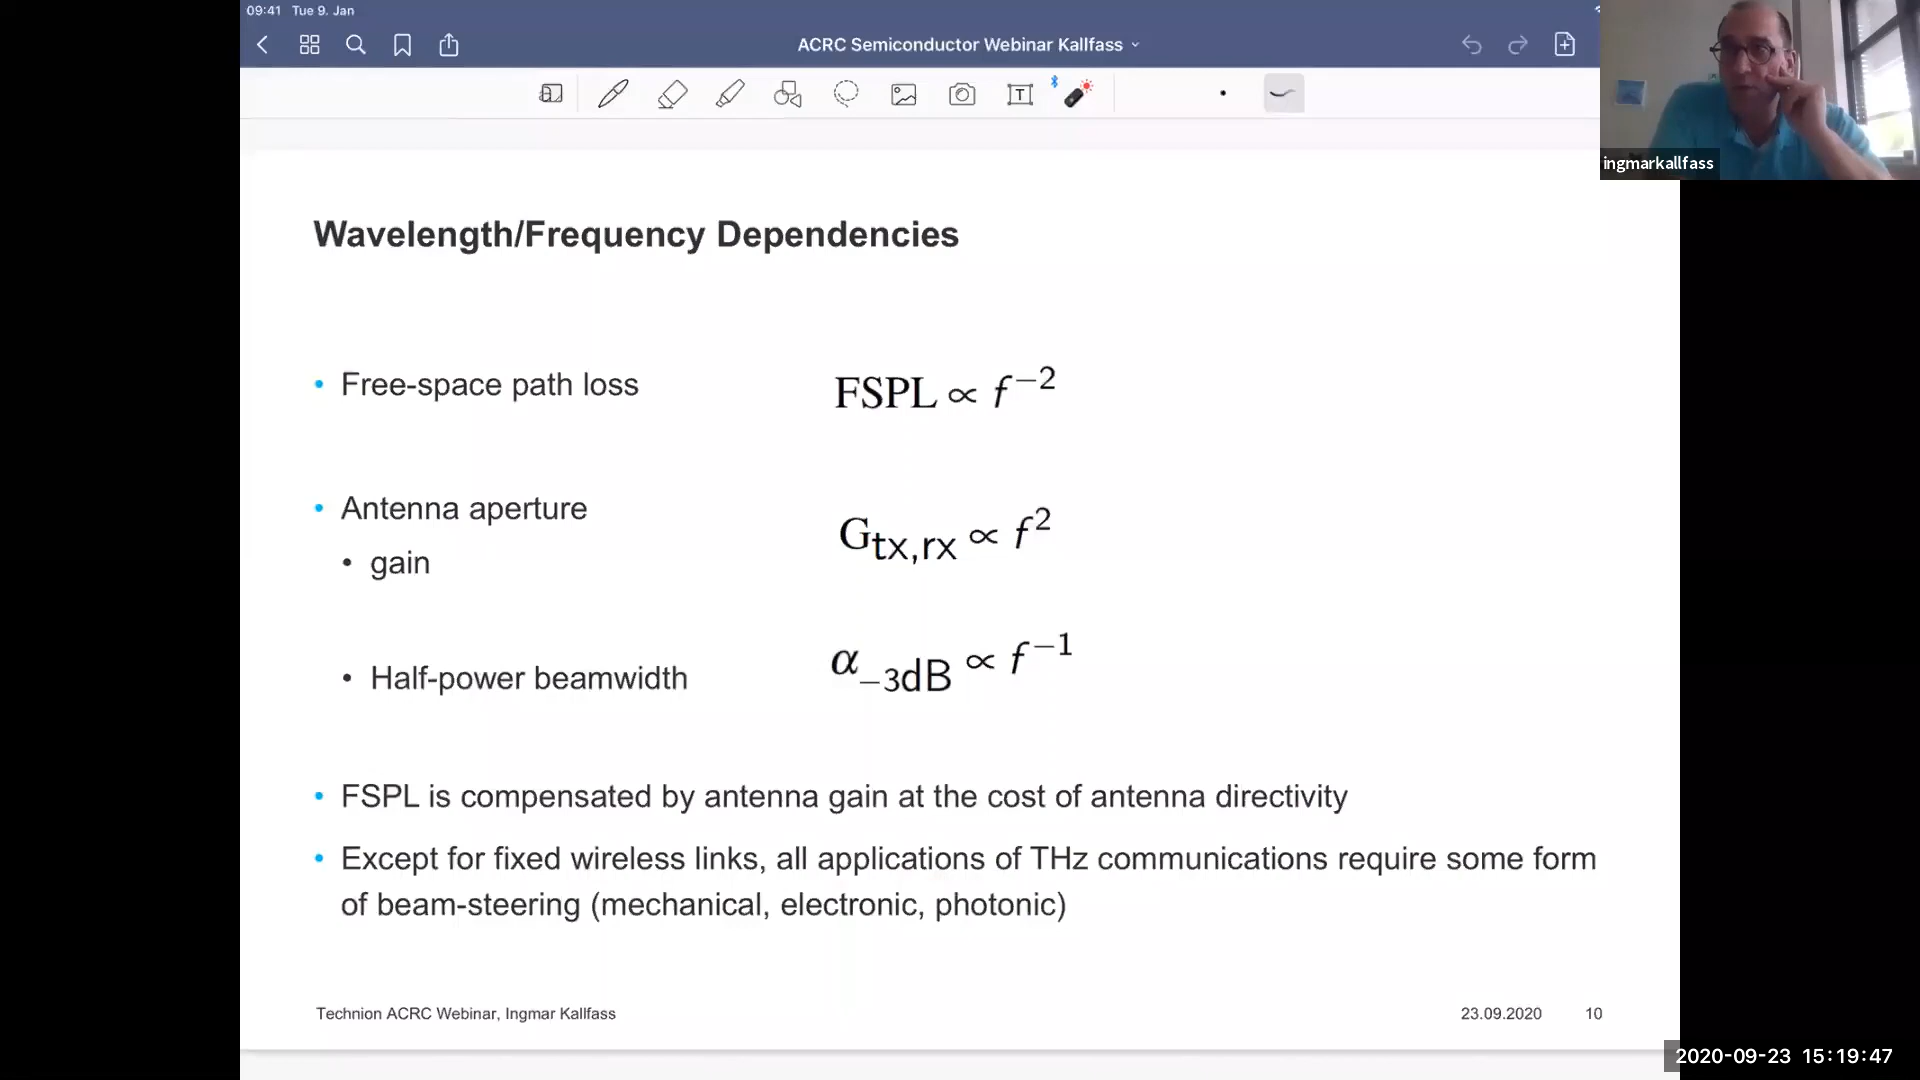 09:41 Tue 9. Jan
ACRC Semiconductor Webinar Kallfass
T
ingmarkallfass
Wavelength/Frequency Dependencies
• Free-space path loss
FSPL ∝ f⁻²
• Antenna aperture
• gain
G_tx,rx ∝ f²
• Half-power beamwidth
α_−3dB ∝ f⁻¹
• FSPL is compensated by antenna gain at the cost of antenna directivity
• Except for fixed wireless links, all applications of THz communications require some form
of beam-steering (mechanical, electronic, photonic)
Technion ACRC Webinar, Ingmar Kallfass
23.09.2020 10
2020-09-23 15:19:47